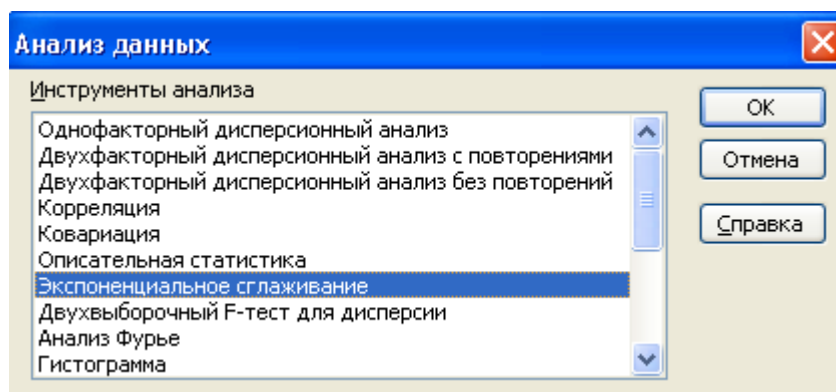 Анализ данных
Инструменты анализа
Однофакторный дисперсионный анализ
Двухфакторный дисперсионный анализ с повторениями
Двухфакторный дисперсионный анализ без повторений
Корреляция
Ковариация
Описательная статистика
Экспоненциальное сглаживание
Двухвыборочный F-тест для дисперсии
Анализ Фурье
Гистограмма
ОК
Отмена
Справка